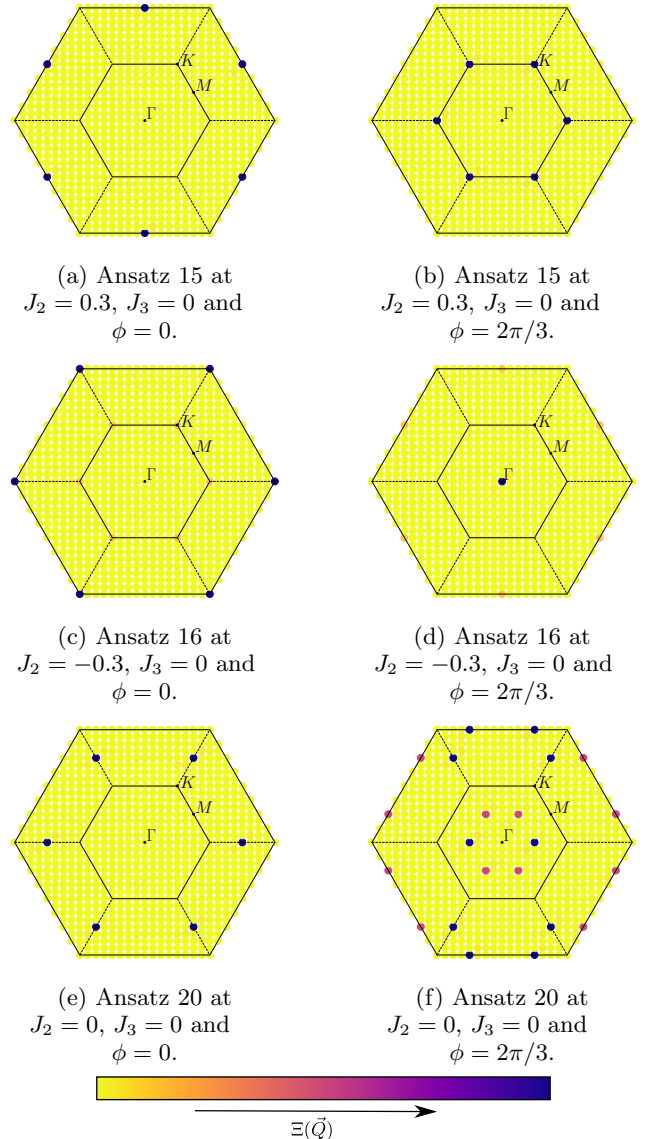 K
M
Γ
K
M
Γ
(a) Ansatz 15 at
J₂ = 0.3, J₃ = 0 and
ϕ = 0.
(b) Ansatz 15 at
J₂ = 0.3, J₃ = 0 and
ϕ = 2π/3.
K
M
Γ
K
M
Γ
(c) Ansatz 16 at
J₂ = −0.3, J₃ = 0 and
ϕ = 0.
(d) Ansatz 16 at
J₂ = −0.3, J₃ = 0 and
ϕ = 2π/3.
K
M
Γ
K
M
Γ
(e) Ansatz 20 at
J₂ = 0, J₃ = 0 and
ϕ = 0.
(f) Ansatz 20 at
J₂ = 0, J₃ = 0 and
ϕ = 2π/3.
Ξ(Q⃗)